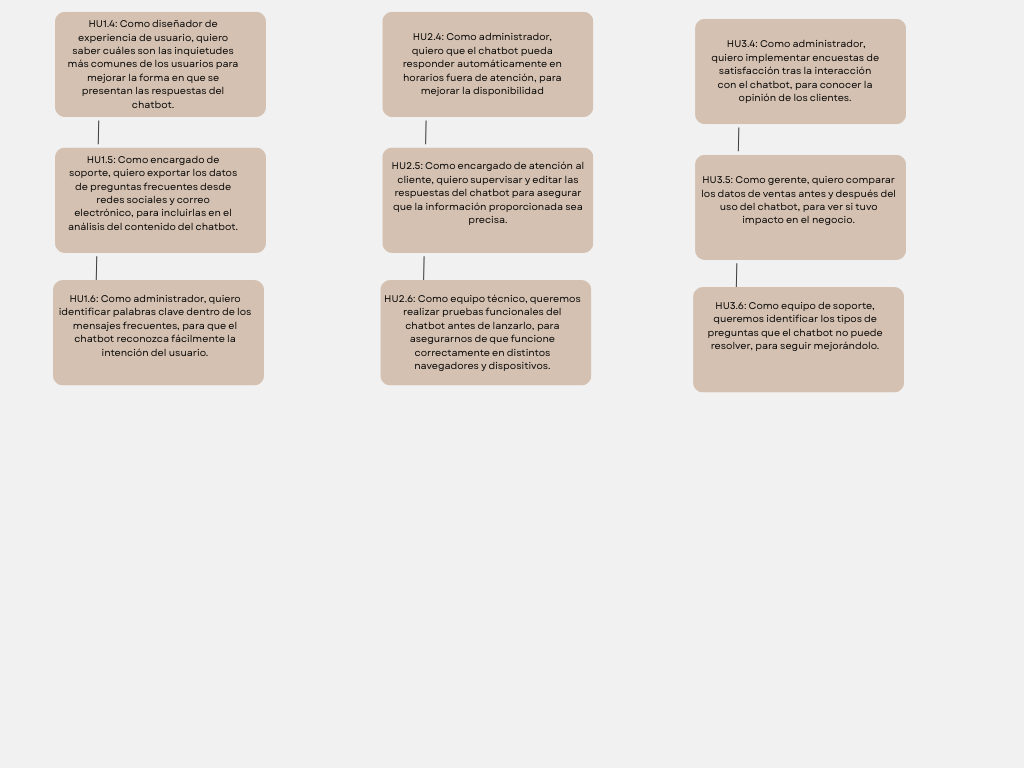 HU1.4: Como diseñador de
experiencia de usuario, quiero
saber cuáles son las inquietudes
más comunes de los usuarios para
mejorar la forma en que se
presentan las respuestas del
chatbot.
HU1.5: Como encargado de
soporte, quiero exportar los datos
de preguntas frecuentes desde
redes sociales y correo
electrónico, para incluirlas en el
análisis del contenido del chatbot.
HU1.6: Como administrador, quiero
identificar palabras clave dentro de los
mensajes frecuentes, para que el
chatbot reconozca fácilmente la
intención del usuario.
HU2.4: Como administrador,
quiero que el chatbot pueda
responder automáticamente en
horarios fuera de atención, para
mejorar la disponibilidad
HU2.5: Como encargado de atención al
cliente, quiero supervisar y editar las
respuestas del chatbot para asegurar
que la información proporcionada sea
precisa.
HU2.6: Como equipo técnico, queremos
realizar pruebas funcionales del
chatbot antes de lanzarlo, para
asegurarnos de que funcione
correctamente en distintos
navegadores y dispositivos.
HU3.4: Como administrador,
quiero implementar encuestas de
satisfacción tras la interacción
con el chatbot, para conocer la
opinión de los clientes.
HU3.5: Como gerente, quiero comparar
los datos de ventas antes y después del
uso del chatbot, para ver si tuvo
impacto en el negocio.
HU3.6: Como equipo de soporte,
queremos identificar los tipos de
preguntas que el chatbot no puede
resolver, para seguir mejorándolo.